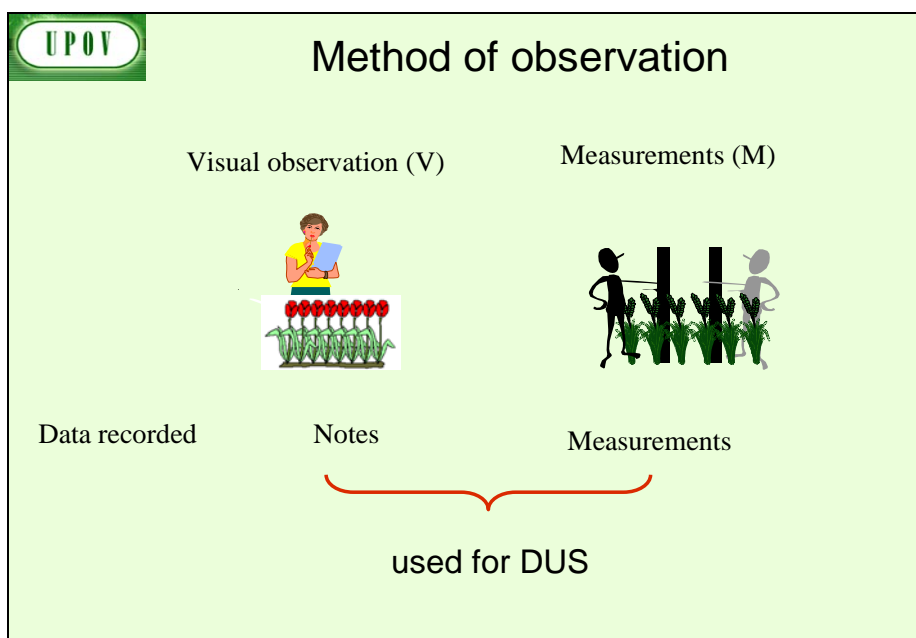 UPOV
Method of observation
Visual observation (V)
Measurements (M)
Data recorded
Notes
Measurements
used for DUS